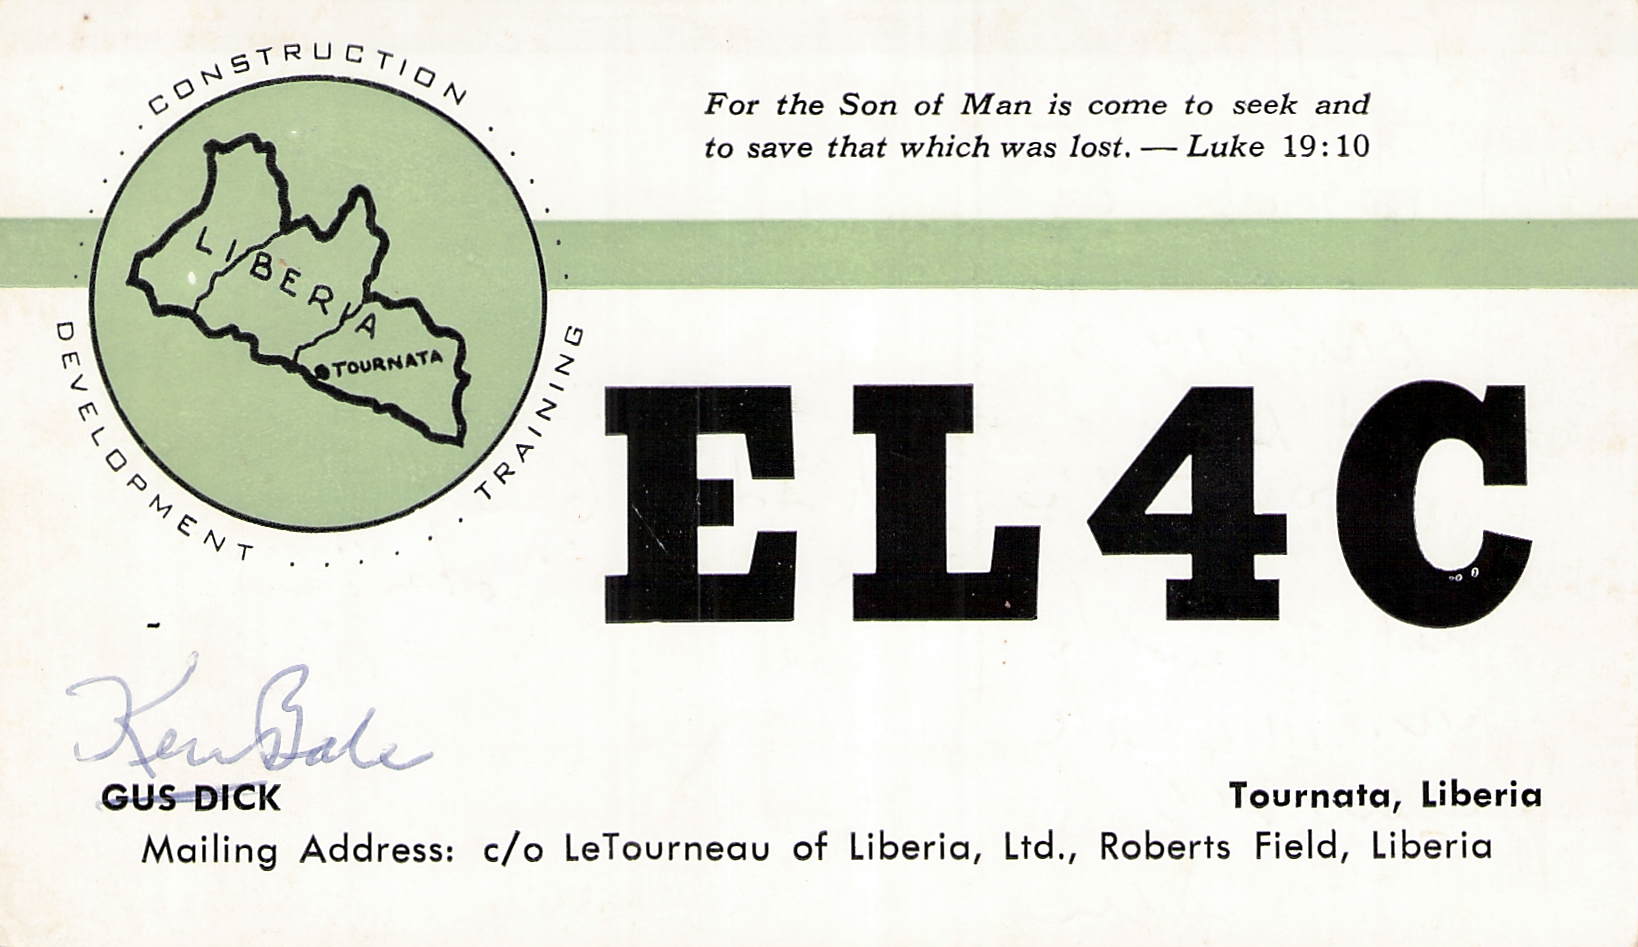 CONSTRUCTION
DEVELOPMENT
TRAINING
LIBERIA
TOURNATA
For the Son of Man is come to seek and
to save that which was lost. — Luke 19:10
EL4C
Ken Bale
GUS DICK
Tournata, Liberia
Mailing Address: c/o LeTourneau of Liberia, Ltd., Roberts Field, Liberia